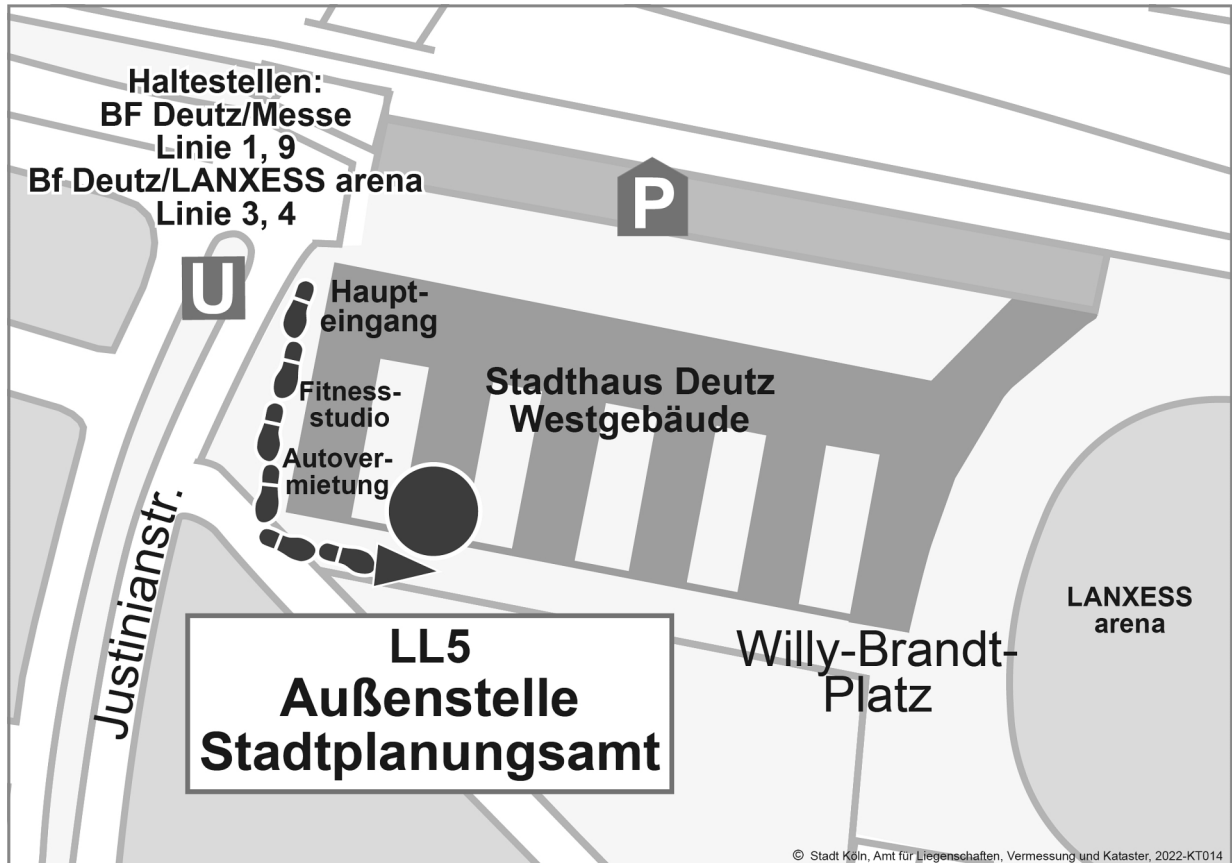 Haltestellen:
BF Deutz/Messe
Linie 1, 9
Bf Deutz/LANXESS arena
Linie 3, 4
P
U
Haupt-
eingang
Fitness-
studio
Autover-
mietung
Stadthaus Deutz
Westgebäude
LANXESS
arena
Justinianstr.
Willy-Brandt-
Platz
LL5
Außenstelle
Stadtplanungsamt
© Stadt Köln, Amt für Liegenschaften, Vermessung und Kataster, 2022-KT014